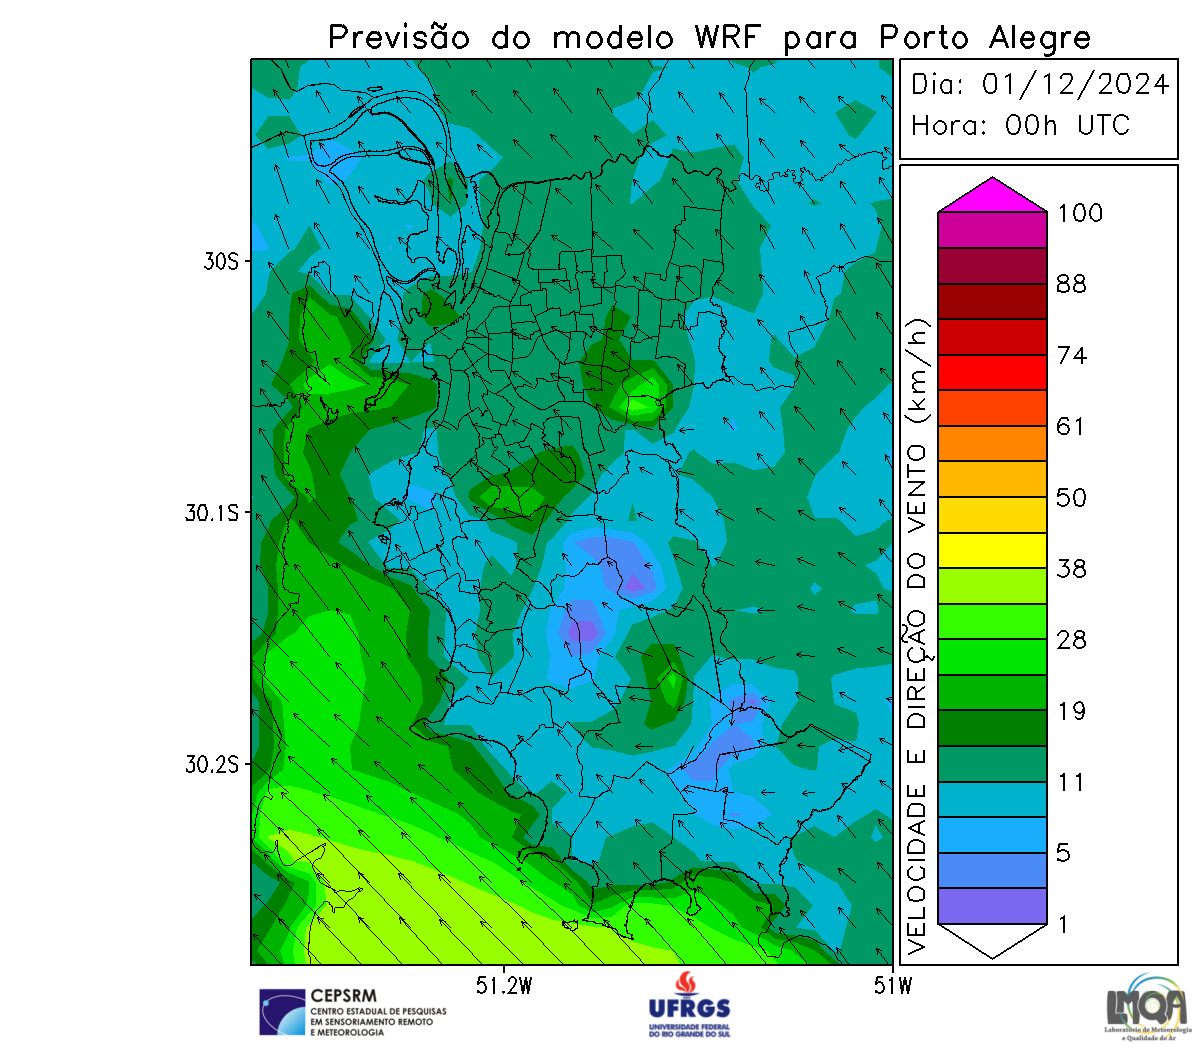 Previsão do modelo WRF para Porto Alegre
Dia: 01/12/2024
Hora: 00h UTC
30S
30.1S
30.2S
51.2W
51W
VELOCIDADE E DIREÇÃO DO VENTO (km/h)
100
88
74
61
50
38
28
19
11
5
1
CEPSRM
CENTRO ESTADUAL DE PESQUISAS
EM SENSORIAMENTO REMOTO
E METEOROLOGIA
UFRGS
UNIVERSIDADE FEDERAL
DO RIO GRANDE DO SUL
LMQA
Laboratório de Meteorologia
e Qualidade do Ar